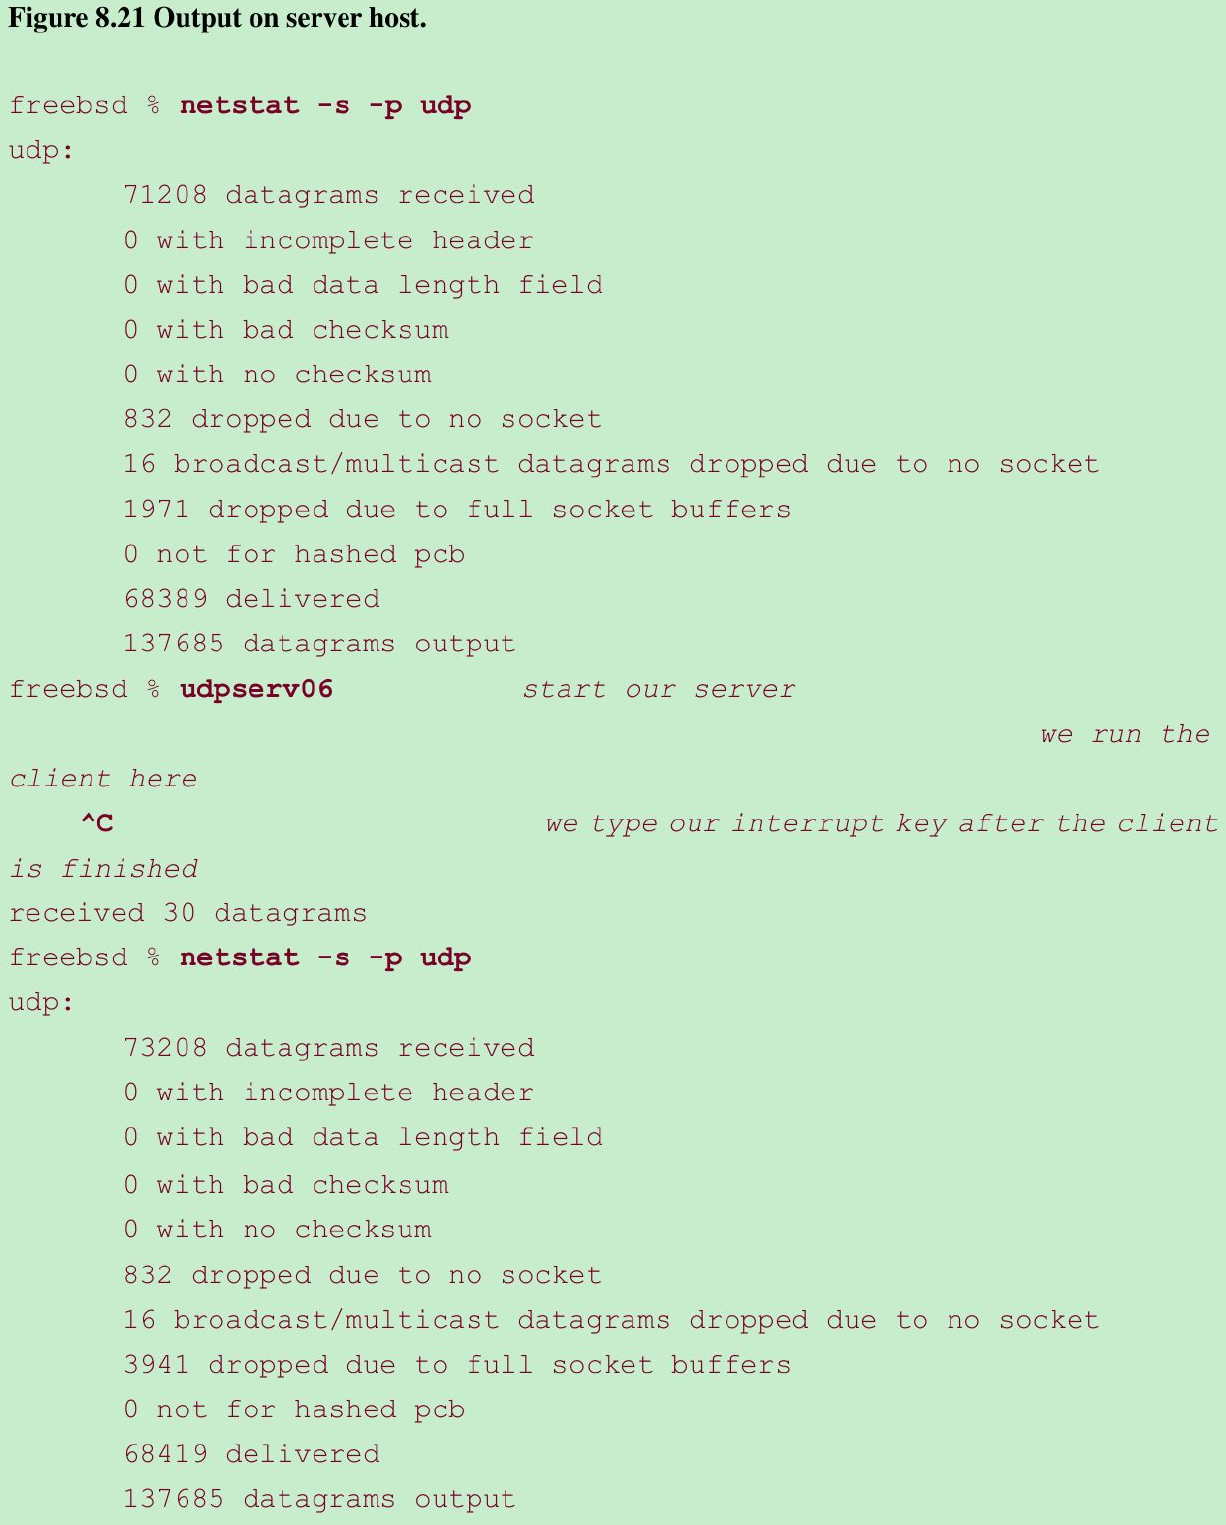 Figure 8.21 Output on server host.
freebsd % netstat -s -p udp
udp:
71208 datagrams received
0 with incomplete header
0 with bad data length field
0 with bad checksum
0 with no checksum
832 dropped due to no socket
16 broadcast/multicast datagrams dropped due to no socket
1971 dropped due to full socket buffers
0 not for hashed pcb
68389 delivered
137685 datagrams output
freebsd % udpserv06 start our server
we run the
client here
^C we type our interrupt key after the client
is finished
received 30 datagrams
freebsd % netstat -s -p udp
udp:
73208 datagrams received
0 with incomplete header
0 with bad data length field
0 with bad checksum
0 with no checksum
832 dropped due to no socket
16 broadcast/multicast datagrams dropped due to no socket
3941 dropped due to full socket buffers
0 not for hashed pcb
68419 delivered
137685 datagrams output